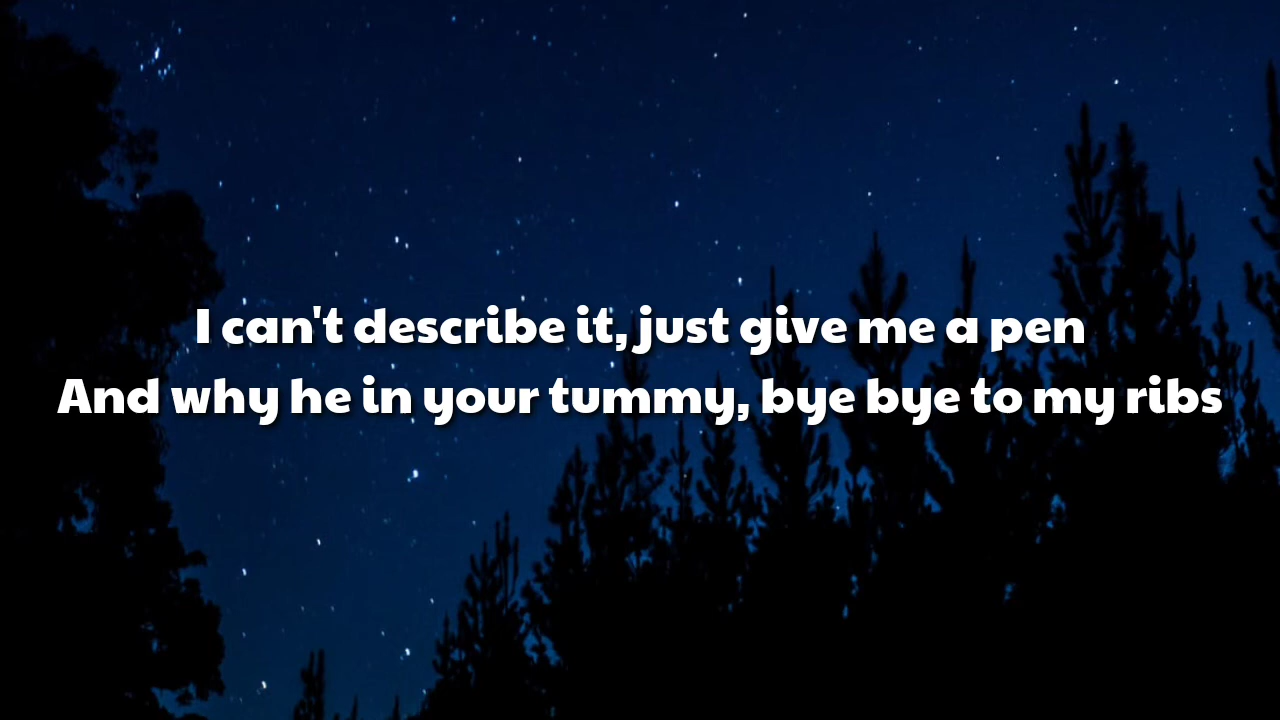 I can't describe it, just give me a pen
And why he in your tummy, bye bye to my ribs